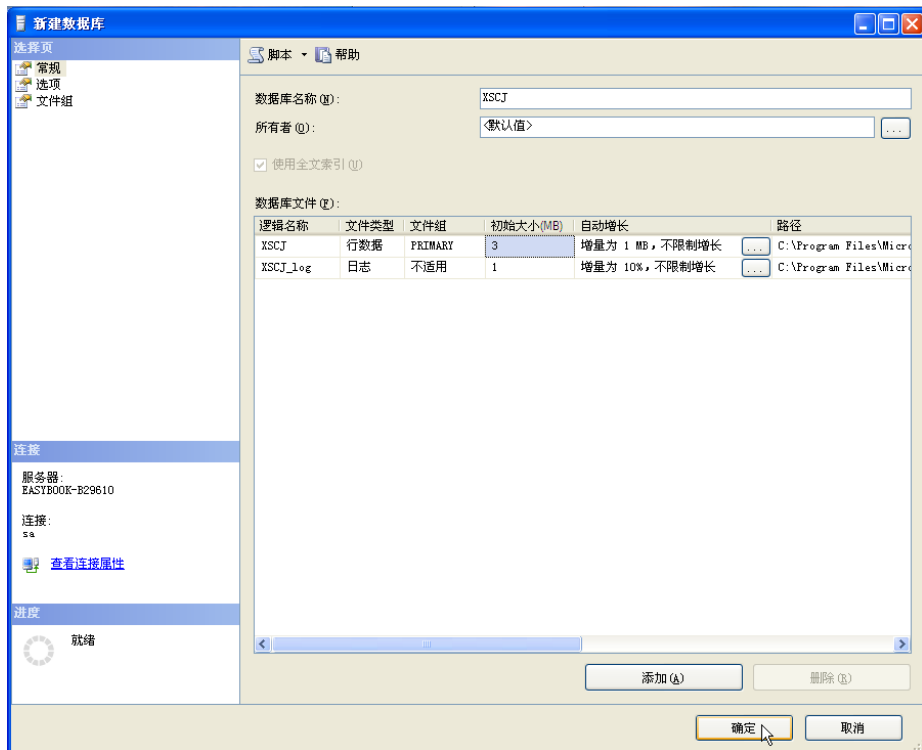 新建数据库
选择页
常规
选项
文件组
脚本 帮助
数据库名称(N): XSCJ
所有者(O): <默认值> ...
使用全文索引(U)
数据库文件(F):
逻辑名称 文件类型 文件组 初始大小(MB) 自动增长 路径
XSCJ 行数据 PRIMARY 3 增量为 1 MB，不限制增长 ... C:\Program Files\Micro
XSCJ_log 日志 不适用 1 增量为 10%，不限制增长 ... C:\Program Files\Micro
连接
服务器:
EASYBOOK-B29610
连接:
sa
查看连接属性
进度
就绪
添加(A) 删除(R)
确定 取消